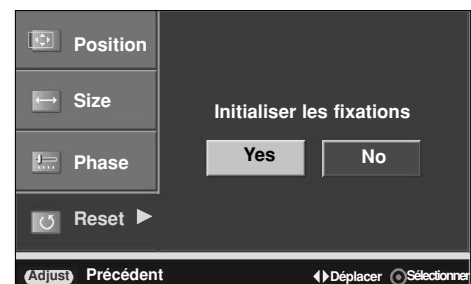 Position
Size
Phase
Reset
Initialiser les fixations
Yes No
Adjust Précédent Déplacer Sélectionner